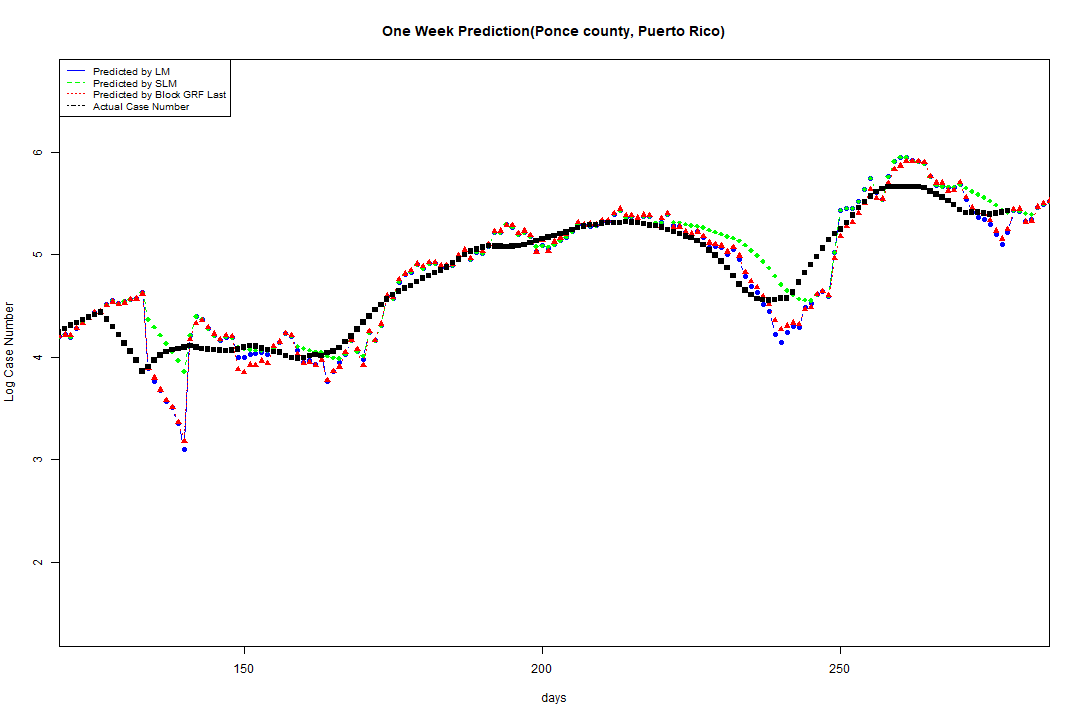 One Week Prediction(Ponce county, Puerto Rico)
Predicted by LM
Predicted by SLM
Predicted by Block GRF Last
Actual Case Number
6
5
4
3
2
Log Case Number
150
200
250
days